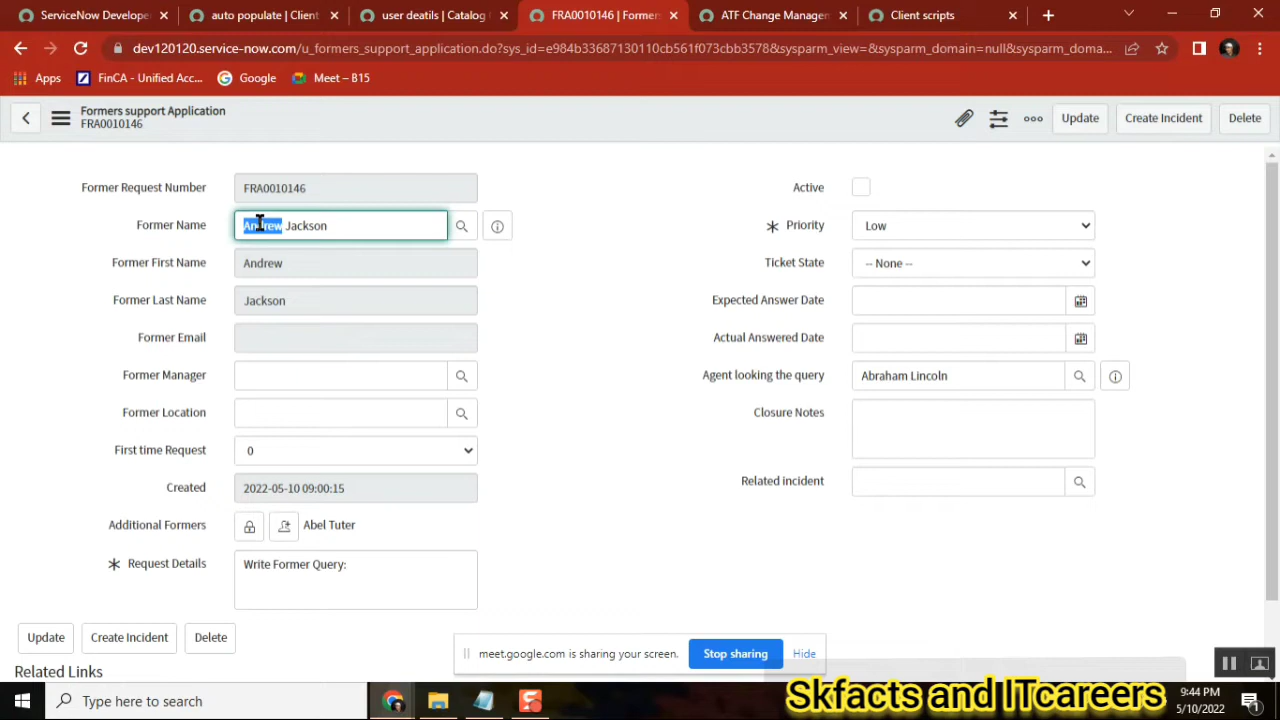 ServiceNow Develope
auto populate | Client
user deatils | Catalog
FRA0010146 | Former
ATF Change Manage
Client scripts
dev120120.service-now.com/u_formers_support_application.do?sys_id=e984b33687130110cb561f073cbb3578&sysparm_view=&sysparm_domain=null&sysparm_doma...
Apps
FinCA - Unified Acc...
Google
Meet – B15
Formers support Application
FRA0010146
Update
Create Incident
Delete
Former Request Number
FRA0010146
Active
Former Name
Andrew Jackson
Priority
Low
Former First Name
Andrew
Ticket State
-- None --
Former Last Name
Jackson
Expected Answer Date
Former Email
Actual Answered Date
Former Manager
Agent looking the query
Abraham Lincoln
Former Location
Closure Notes
First time Request
0
Related incident
Created
2022-05-10 09:00:15
Additional Formers
Abel Tuter
Request Details
Write Former Query:
Update
Create Incident
Delete
meet.google.com is sharing your screen.
Stop sharing
Hide
Related Links
Type here to search
Skfacts and ITcareers
9:44 PM
5/10/2022
1